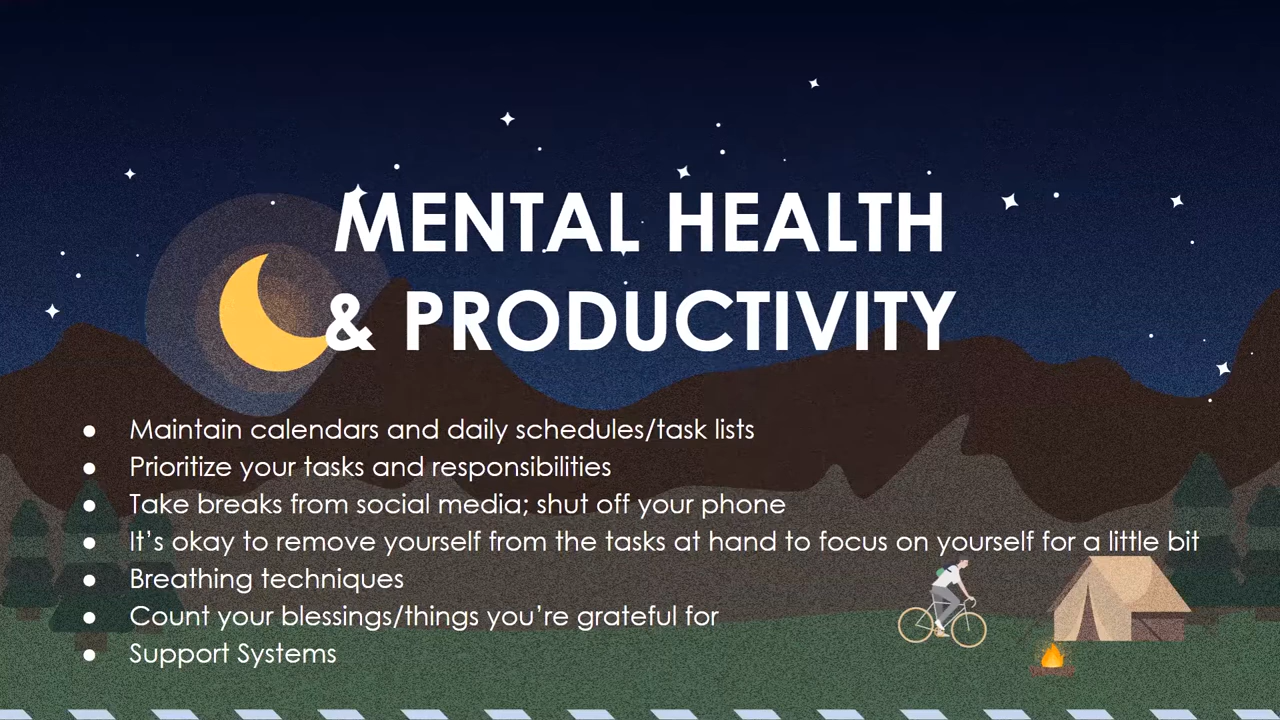 MENTAL HEALTH
& PRODUCTIVITY
● Maintain calendars and daily schedules/task lists
● Prioritize your tasks and responsibilities
● Take breaks from social media; shut off your phone
● It’s okay to remove yourself from the tasks at hand to focus on yourself for a little bit
● Breathing techniques
● Count your blessings/things you’re grateful for
● Support Systems